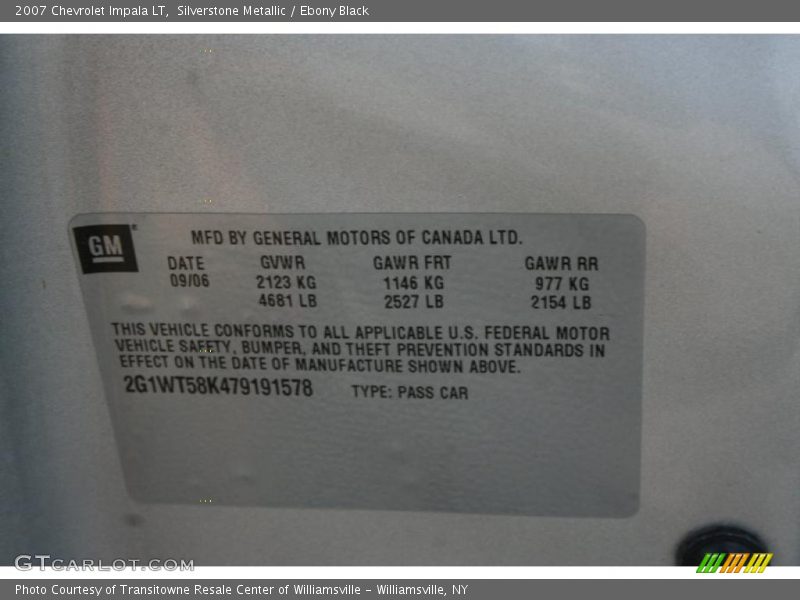 2007 Chevrolet Impala LT, Silverstone Metallic / Ebony Black
GM
MFD BY GENERAL MOTORS OF CANADA LTD.
DATE GVWR GAWR FRT GAWR RR
09/06 2123 KG 1146 KG 977 KG
4681 LB 2527 LB 2154 LB
THIS VEHICLE CONFORMS TO ALL APPLICABLE U.S. FEDERAL MOTOR
VEHICLE SAFETY, BUMPER, AND THEFT PREVENTION STANDARDS IN
EFFECT ON THE DATE OF MANUFACTURE SHOWN ABOVE.
2G1WT58K479191578 TYPE: PASS CAR
GTCARLOT.COM
Photo Courtesy of Transitowne Resale Center of Williamsville – Williamsville, NY